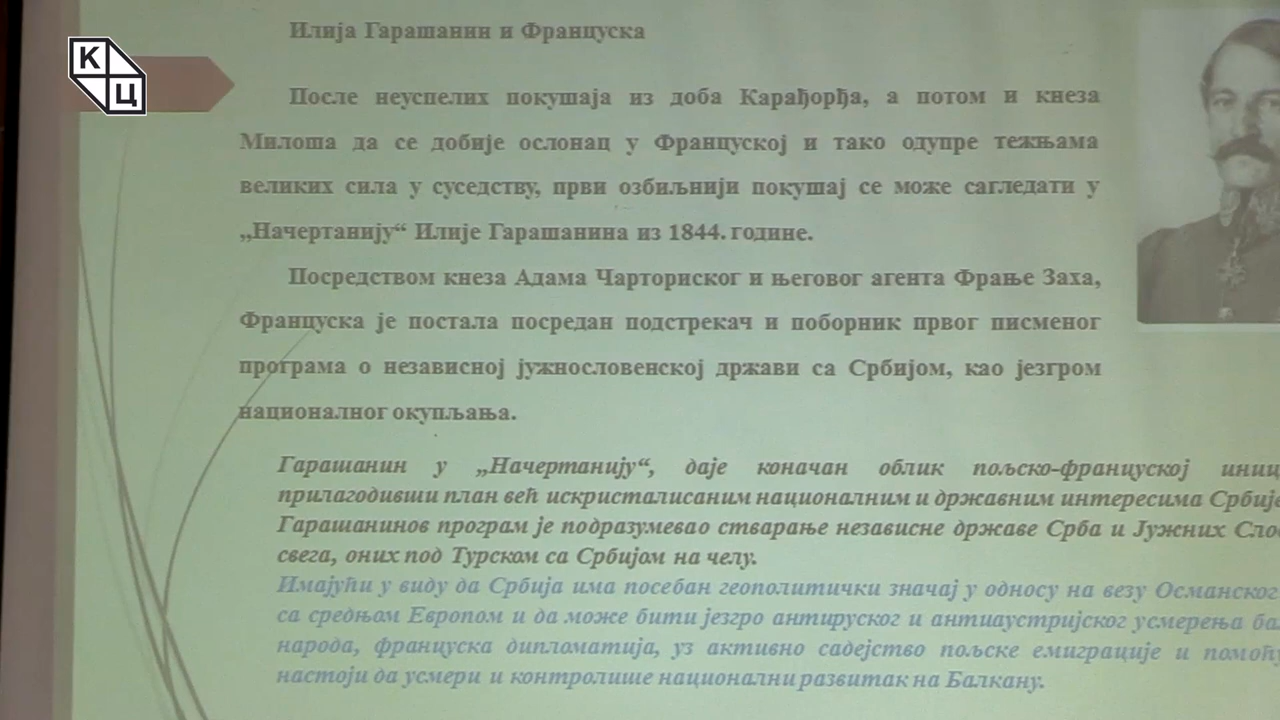 К
Ц
Илија Гарашанин и Француска
После неуспелих покушаја из доба Карађорђа, а потом и кнеза
Милоша да се добије ослонац у Француској и тако одупре тежњама
великих сила у суседству, први озбиљнији покушај се може сагледати у
„Начертанију“ Илије Гарашанина из 1844. године.
Посредством кнеза Адама Чарториског и његовог агента Фрање Заха,
Француска је постала посредан подстрекач и поборник првог писменог
програма о независној јужнословенској држави са Србијом, као језгром
националног окупљања.
Гарашанин у „Начертанију“, даје коначан облик пољско-француској
прилагодивши план већ искристалисаним националним и државним интересима
Гарашанинов програм је подразумевао стварање независне државе Срба и Јужних
свега, оних под Турском са Србијом на челу.
Имајући у виду да Србија има посебан геополитички значај у односу на везу Османског
са средњом Европом и да може бити језгро антируског и антиаустријског усмерења
народа, француска дипломатија, уз активно садејство пољске емиграције и
настоји да усмери и контролише национални развитак на Балкану.